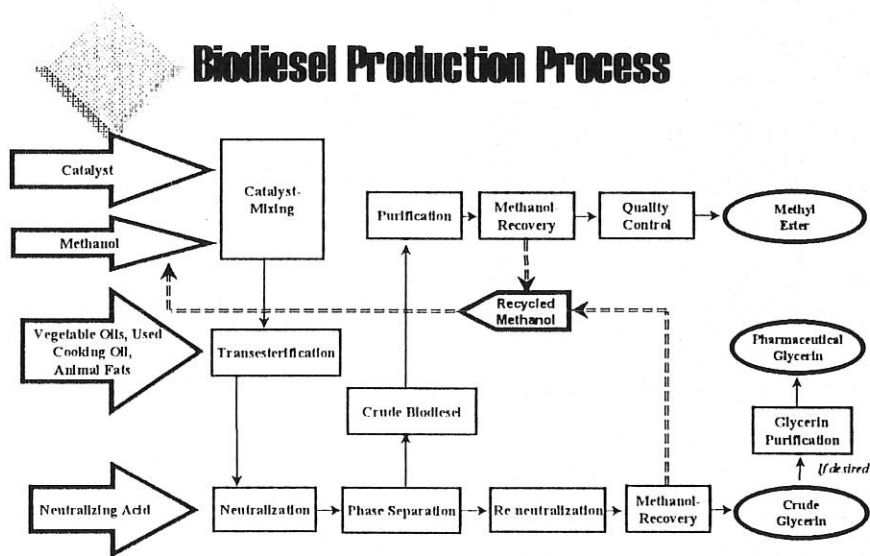 Biodiesel Production Process
Catalyst
Catalyst-
Mixing
Methanol
Purification
Methanol-
Recovery
Quality
Control
Methyl
Ester
Recycled
Methanol
Vegetable Oils, Used
Cooking Oil,
Animal Fats
Transesterification
Pharmaceutical
Glycerin
Crude Biodiesel
Glycerin
Purification
If desired
Neutralizing Acid
Neutralization
Phase Separation
Re neutralization
Methanol-
Recovery
Crude
Glycerin